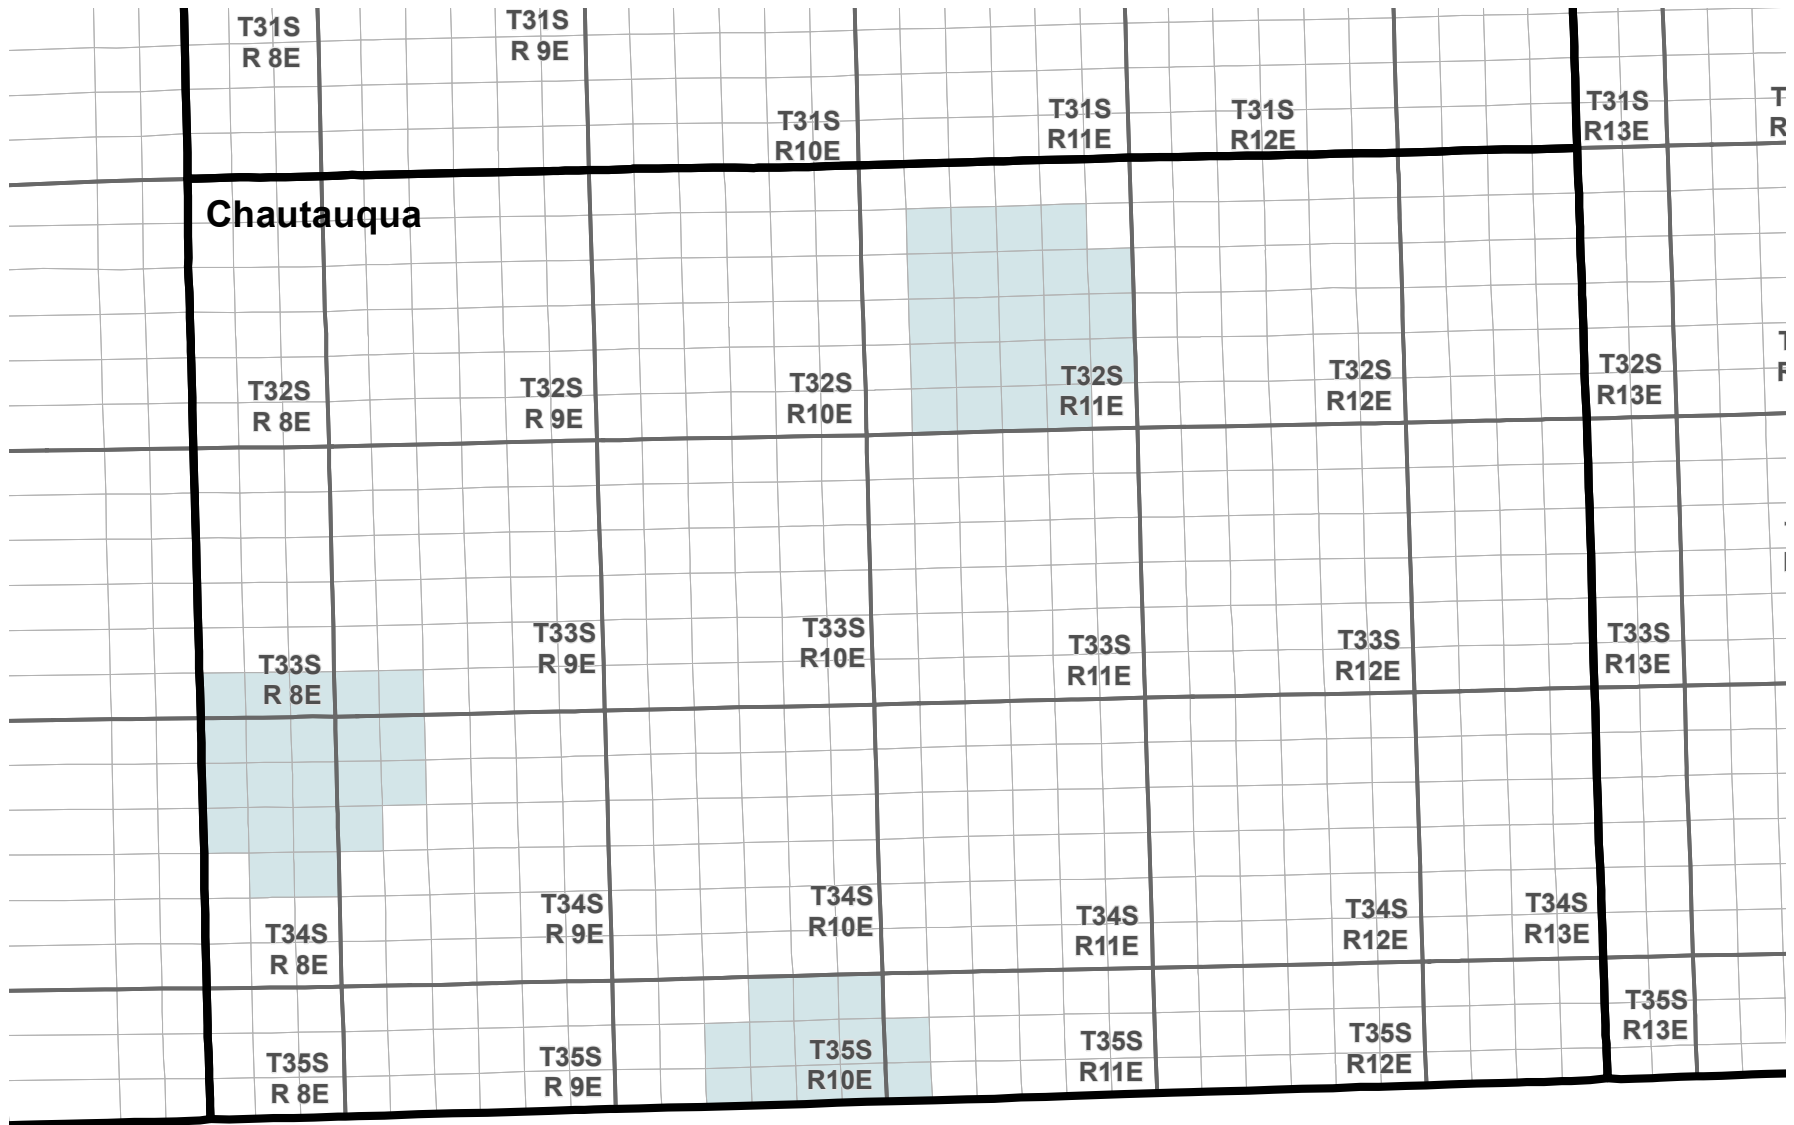 T31S
R 8E
T31S
R 9E
T31S
R10E
T31S
R11E
T31S
R12E
T31S
R13E
T
R
Chautauqua
T32S
R 8E
T32S
R 9E
T32S
R10E
T32S
R11E
T32S
R12E
T32S
R13E
T33S
R 8E
T33S
R 9E
T33S
R10E
T33S
R11E
T33S
R12E
T33S
R13E
T34S
R 8E
T34S
R 9E
T34S
R10E
T34S
R11E
T34S
R12E
T34S
R13E
T35S
R 8E
T35S
R 9E
T35S
R10E
T35S
R11E
T35S
R12E
T35S
R13E